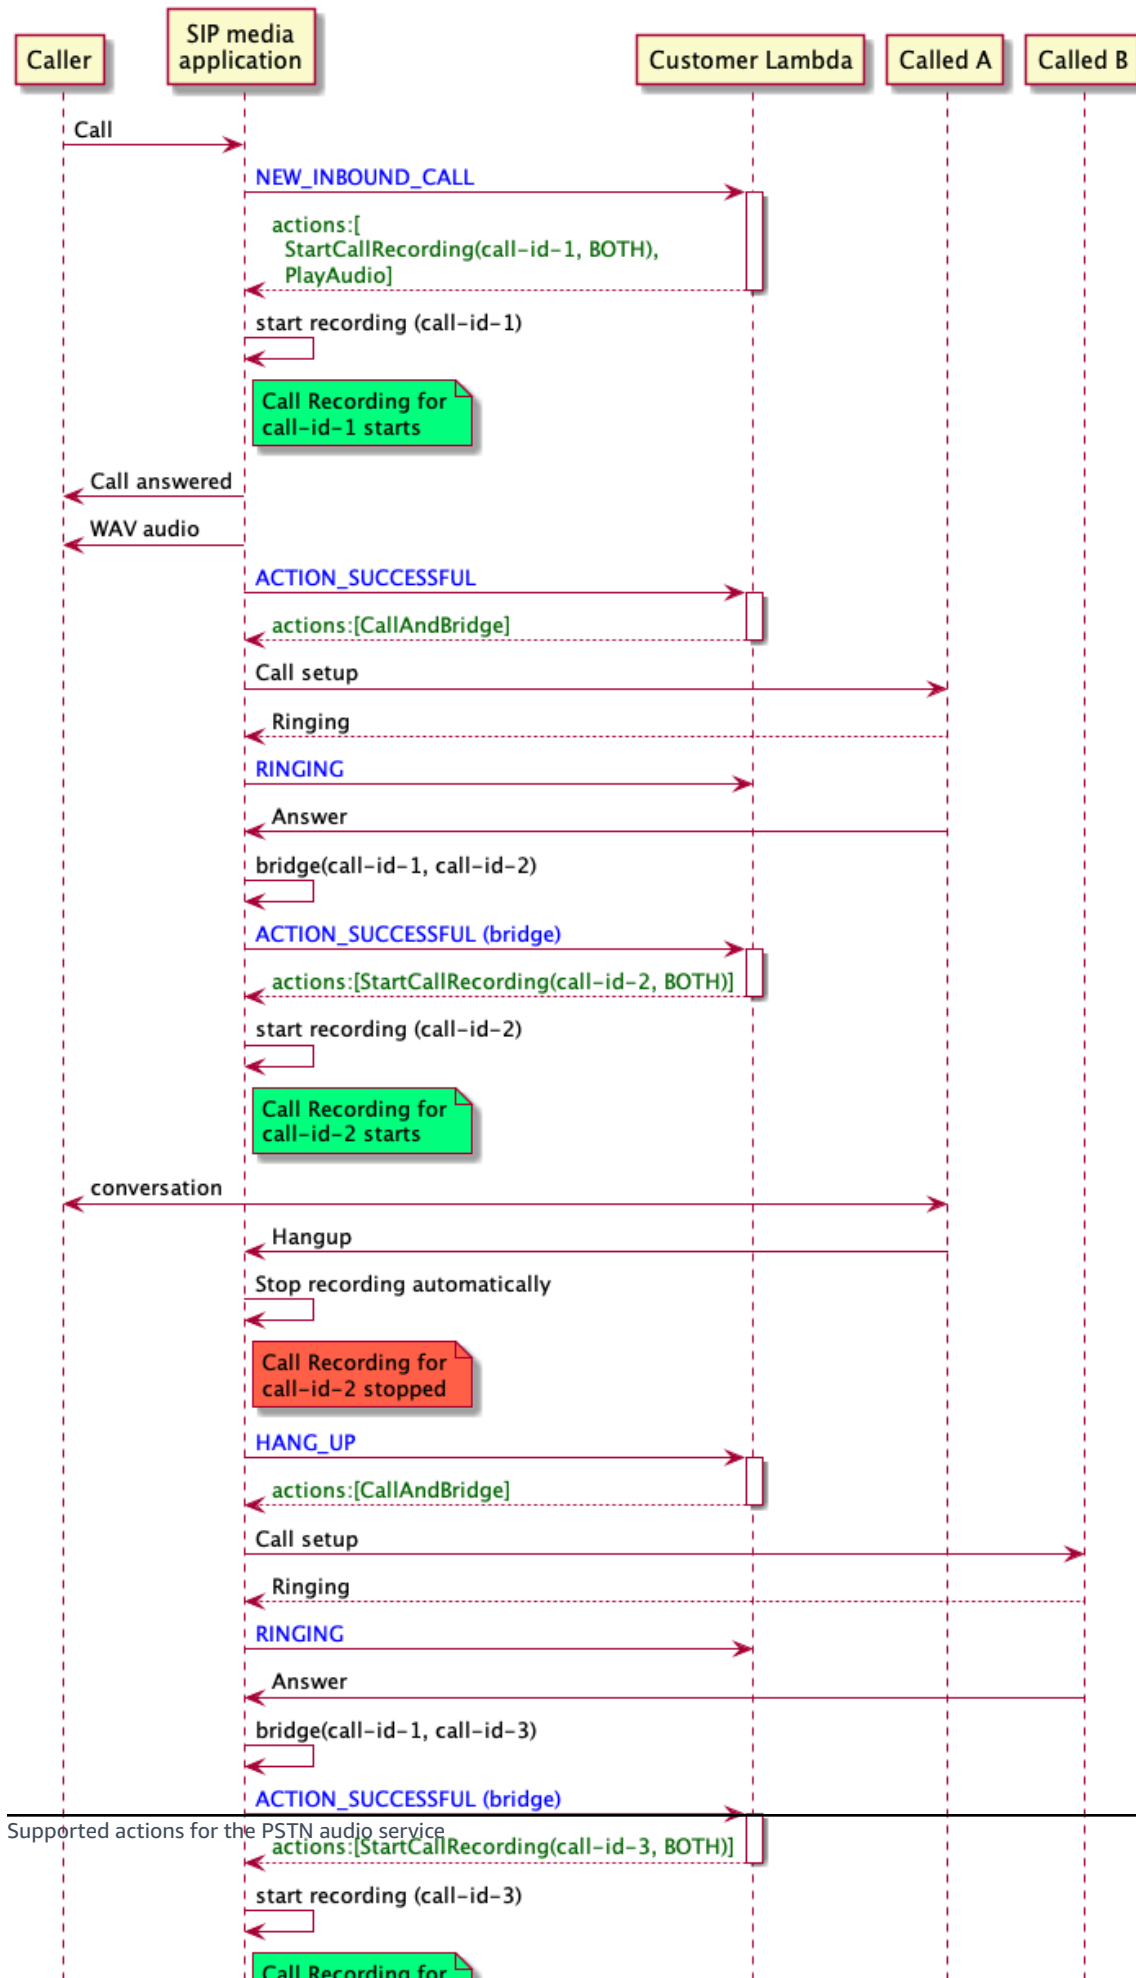 Caller
SIP media
application
Customer Lambda
Called A
Called B
Call
NEW_INBOUND_CALL
actions:[
StartCallRecording(call-id-1, BOTH),
PlayAudio]
start recording (call-id-1)
Call Recording for
call-id-1 starts
Call answered
WAV audio
ACTION_SUCCESSFUL
actions:[CallAndBridge]
Call setup
Ringing
RINGING
Answer
bridge(call-id-1, call-id-2)
ACTION_SUCCESSFUL (bridge)
actions:[StartCallRecording(call-id-2, BOTH)]
start recording (call-id-2)
Call Recording for
call-id-2 starts
conversation
Hangup
Stop recording automatically
Call Recording for
call-id-2 stopped
HANG_UP
actions:[CallAndBridge]
Call setup
Ringing
RINGING
Answer
bridge(call-id-1, call-id-3)
ACTION_SUCCESSFUL (bridge)
Supported actions for the PSTN audio service
actions:[StartCallRecording(call-id-3, BOTH)]
start recording (call-id-3)
Call Recording for